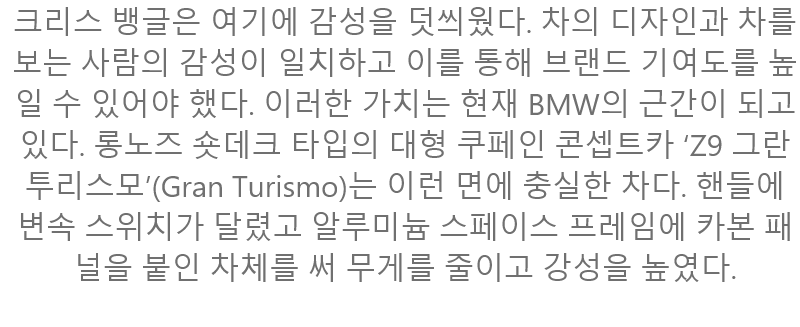 크리스 뱅글은 여기에 감성을 덧씌웠다. 차의 디자인과 차를
보는 사람의 감성이 일치하고 이를 통해 브랜드 기여도를 높
일 수 있어야 했다. 이러한 가치는 현재 BMW의 근간이 되고
있다. 롱노즈 숏데크 타입의 대형 쿠페인 콘셉트카 ‘Z9 그란
투리스모’(Gran Turismo)는 이런 면에 충실한 차다. 핸들에
변속 스위치가 달렸고 알루미늄 스페이스 프레임에 카본 패
널을 붙인 차체를 써 무게를 줄이고 강성을 높였다.